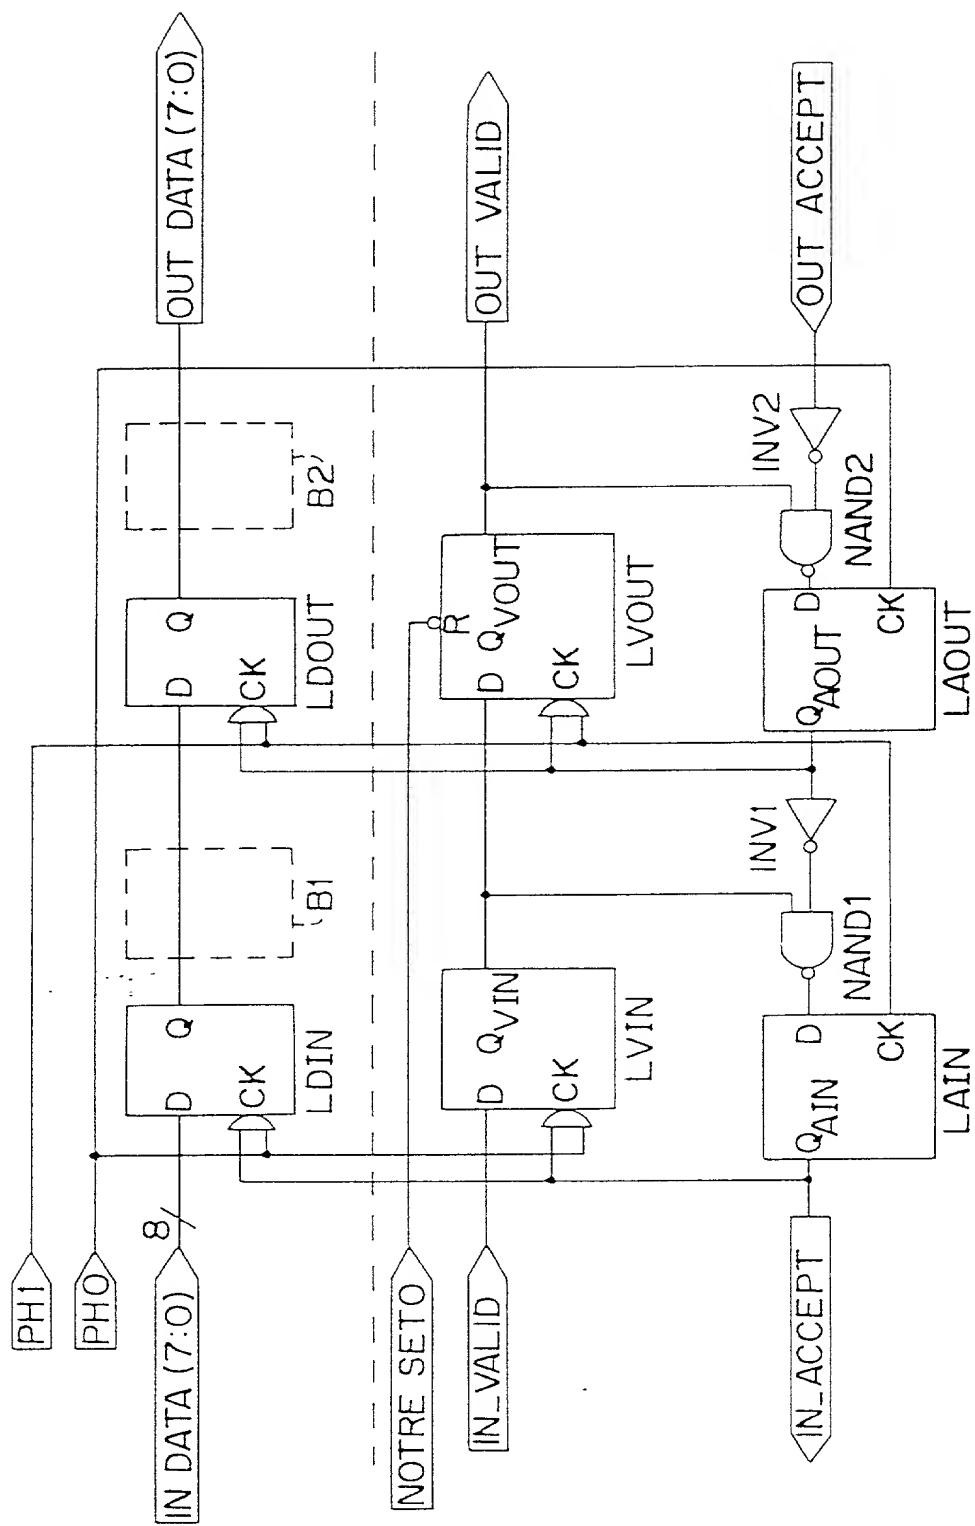 PH1
PH0
IN DATA (7:0)
8
D
Q
CK
LDIN
B1
D
Q
CK
LDOUT
B2
OUT DATA (7:0)
NOTRE SETO
IN_VALID
D
QVIN
CK
LVIN
D
QVOUT
R
CK
LVOUT
OUT VALID
IN_ACCEPT
QAIN
D
CK
LAIN
NAND1
INV1
QAOUT
D
CK
LAOUT
NAND2
INV2
OUT ACCEPT